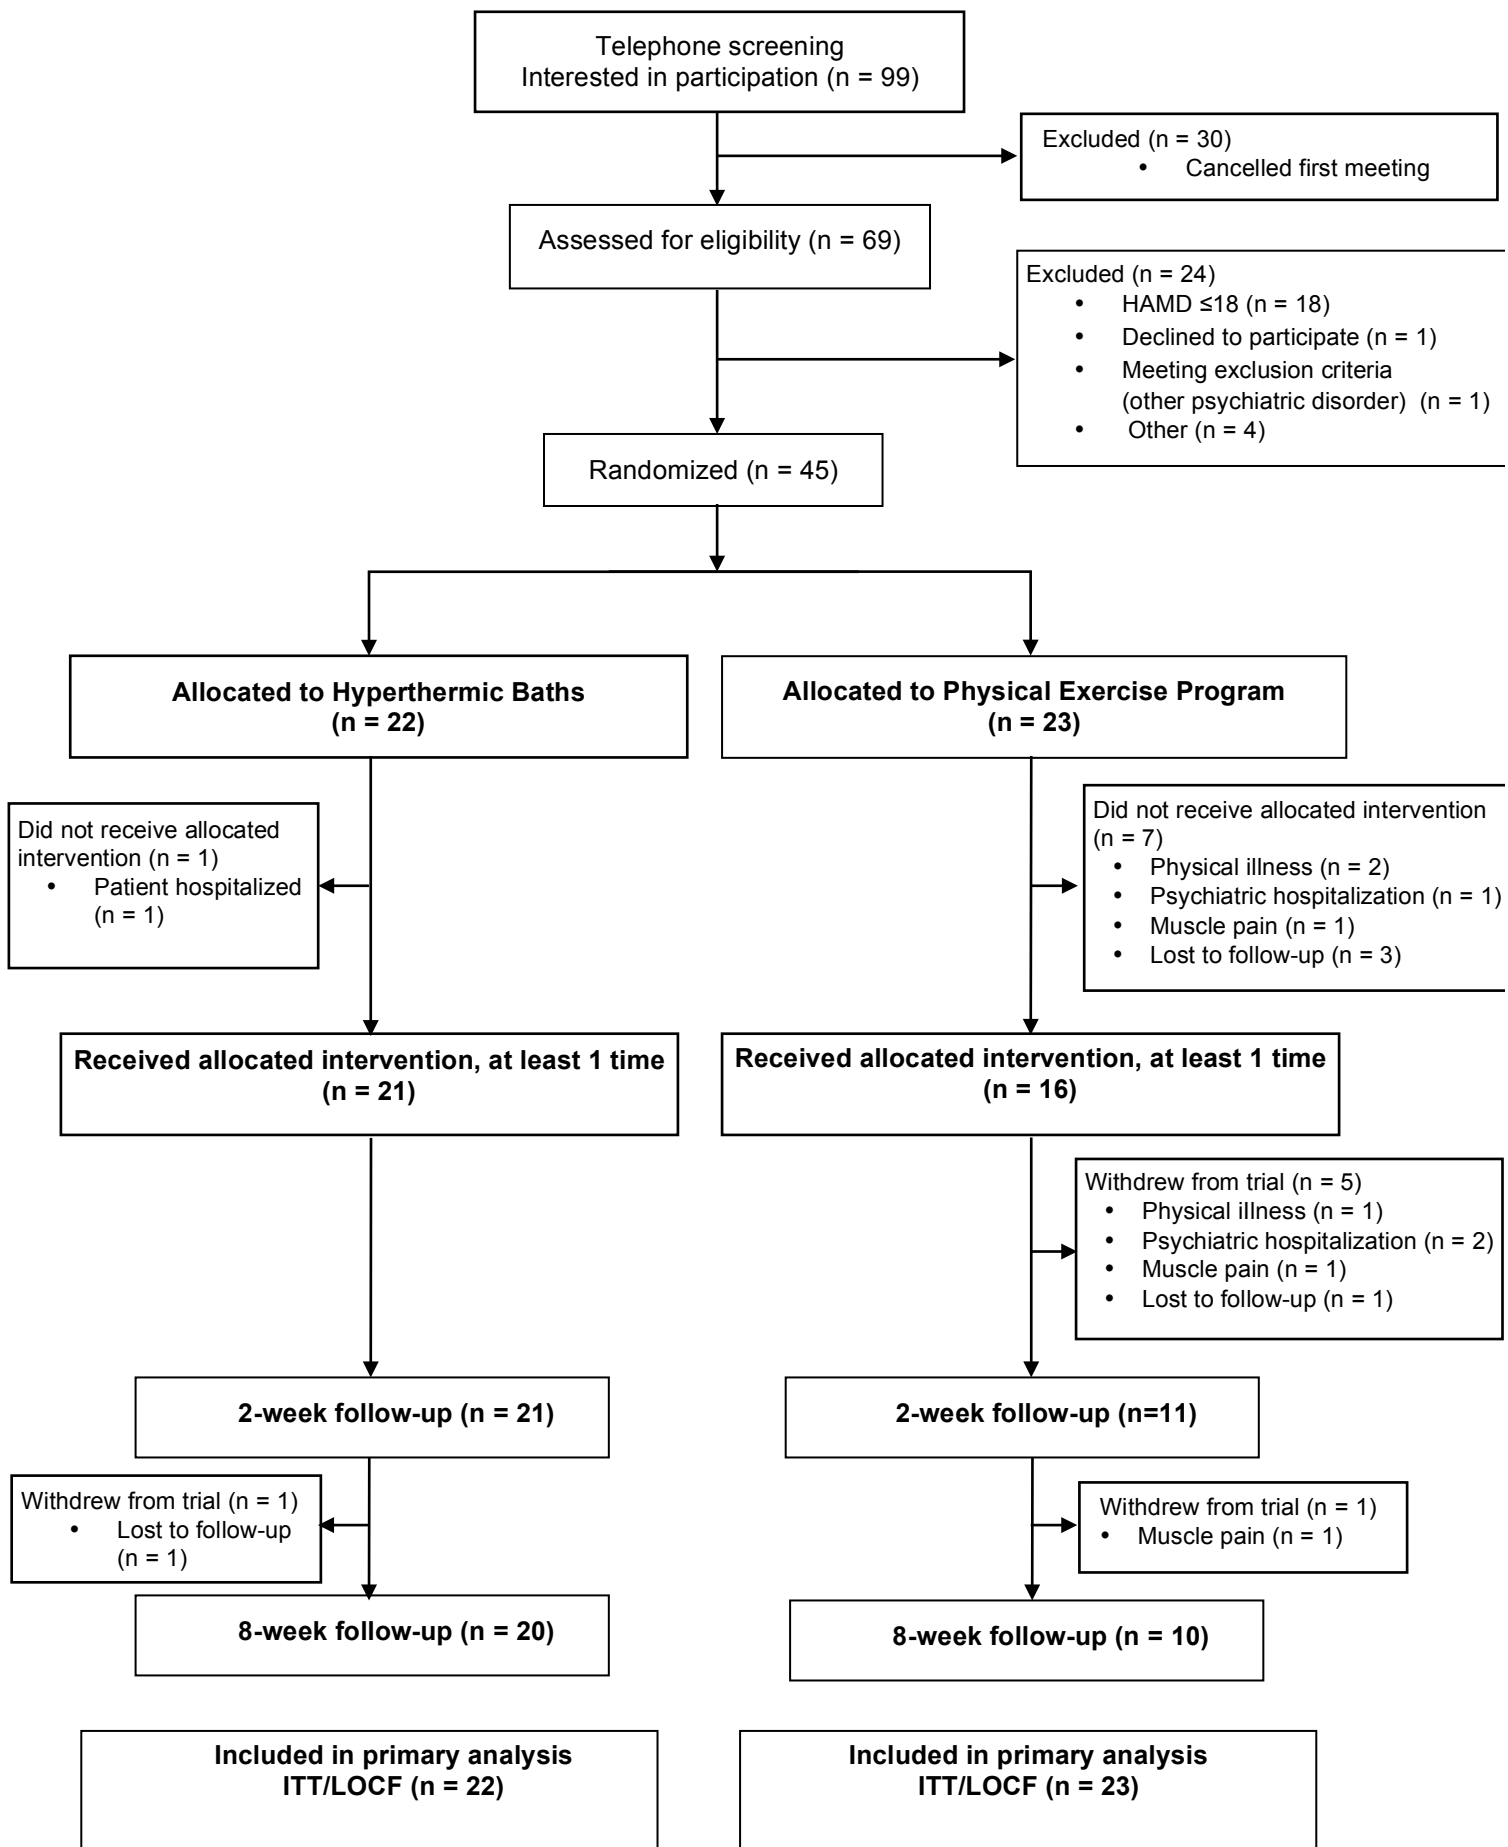 Telephone screening
Interested in participation (n = 99)
Excluded (n = 30)
• Cancelled first meeting
Assessed for eligibility (n = 69)
Excluded (n = 24)
• HAMD ≤18 (n = 18)
• Declined to participate (n = 1)
• Meeting exclusion criteria
(other psychiatric disorder) (n = 1)
• Other (n = 4)
Randomized (n = 45)
Allocated to Hyperthermic Baths
(n = 22)
Allocated to Physical Exercise Program
(n = 23)
Did not receive allocated
intervention (n = 1)
• Patient hospitalized
(n = 1)
Did not receive allocated intervention
(n = 7)
• Physical illness (n = 2)
• Psychiatric hospitalization (n = 1)
• Muscle pain (n = 1)
• Lost to follow-up (n = 3)
Received allocated intervention, at least 1 time
(n = 21)
Received allocated intervention, at least 1 time
(n = 16)
Withdrew from trial (n = 5)
• Physical illness (n = 1)
• Psychiatric hospitalization (n = 2)
• Muscle pain (n = 1)
• Lost to follow-up (n = 1)
2-week follow-up (n = 21)
2-week follow-up (n=11)
Withdrew from trial (n = 1)
• Lost to follow-up
(n = 1)
Withdrew from trial (n = 1)
• Muscle pain (n = 1)
8-week follow-up (n = 20)
8-week follow-up (n = 10)
Included in primary analysis
ITT/LOCF (n = 22)
Included in primary analysis
ITT/LOCF (n = 23)